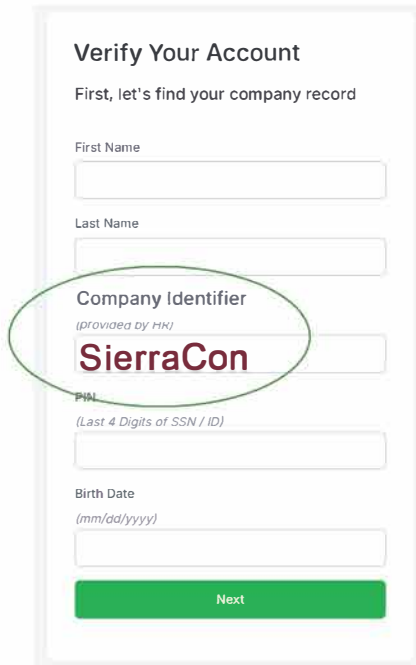 Verify Your Account
First, let's find your company record
First Name
Last Name
Company Identifier
(provided by HR)
SierraCon
PIN
(Last 4 Digits of SSN / ID)
Birth Date
(mm/dd/yyyy)
Next